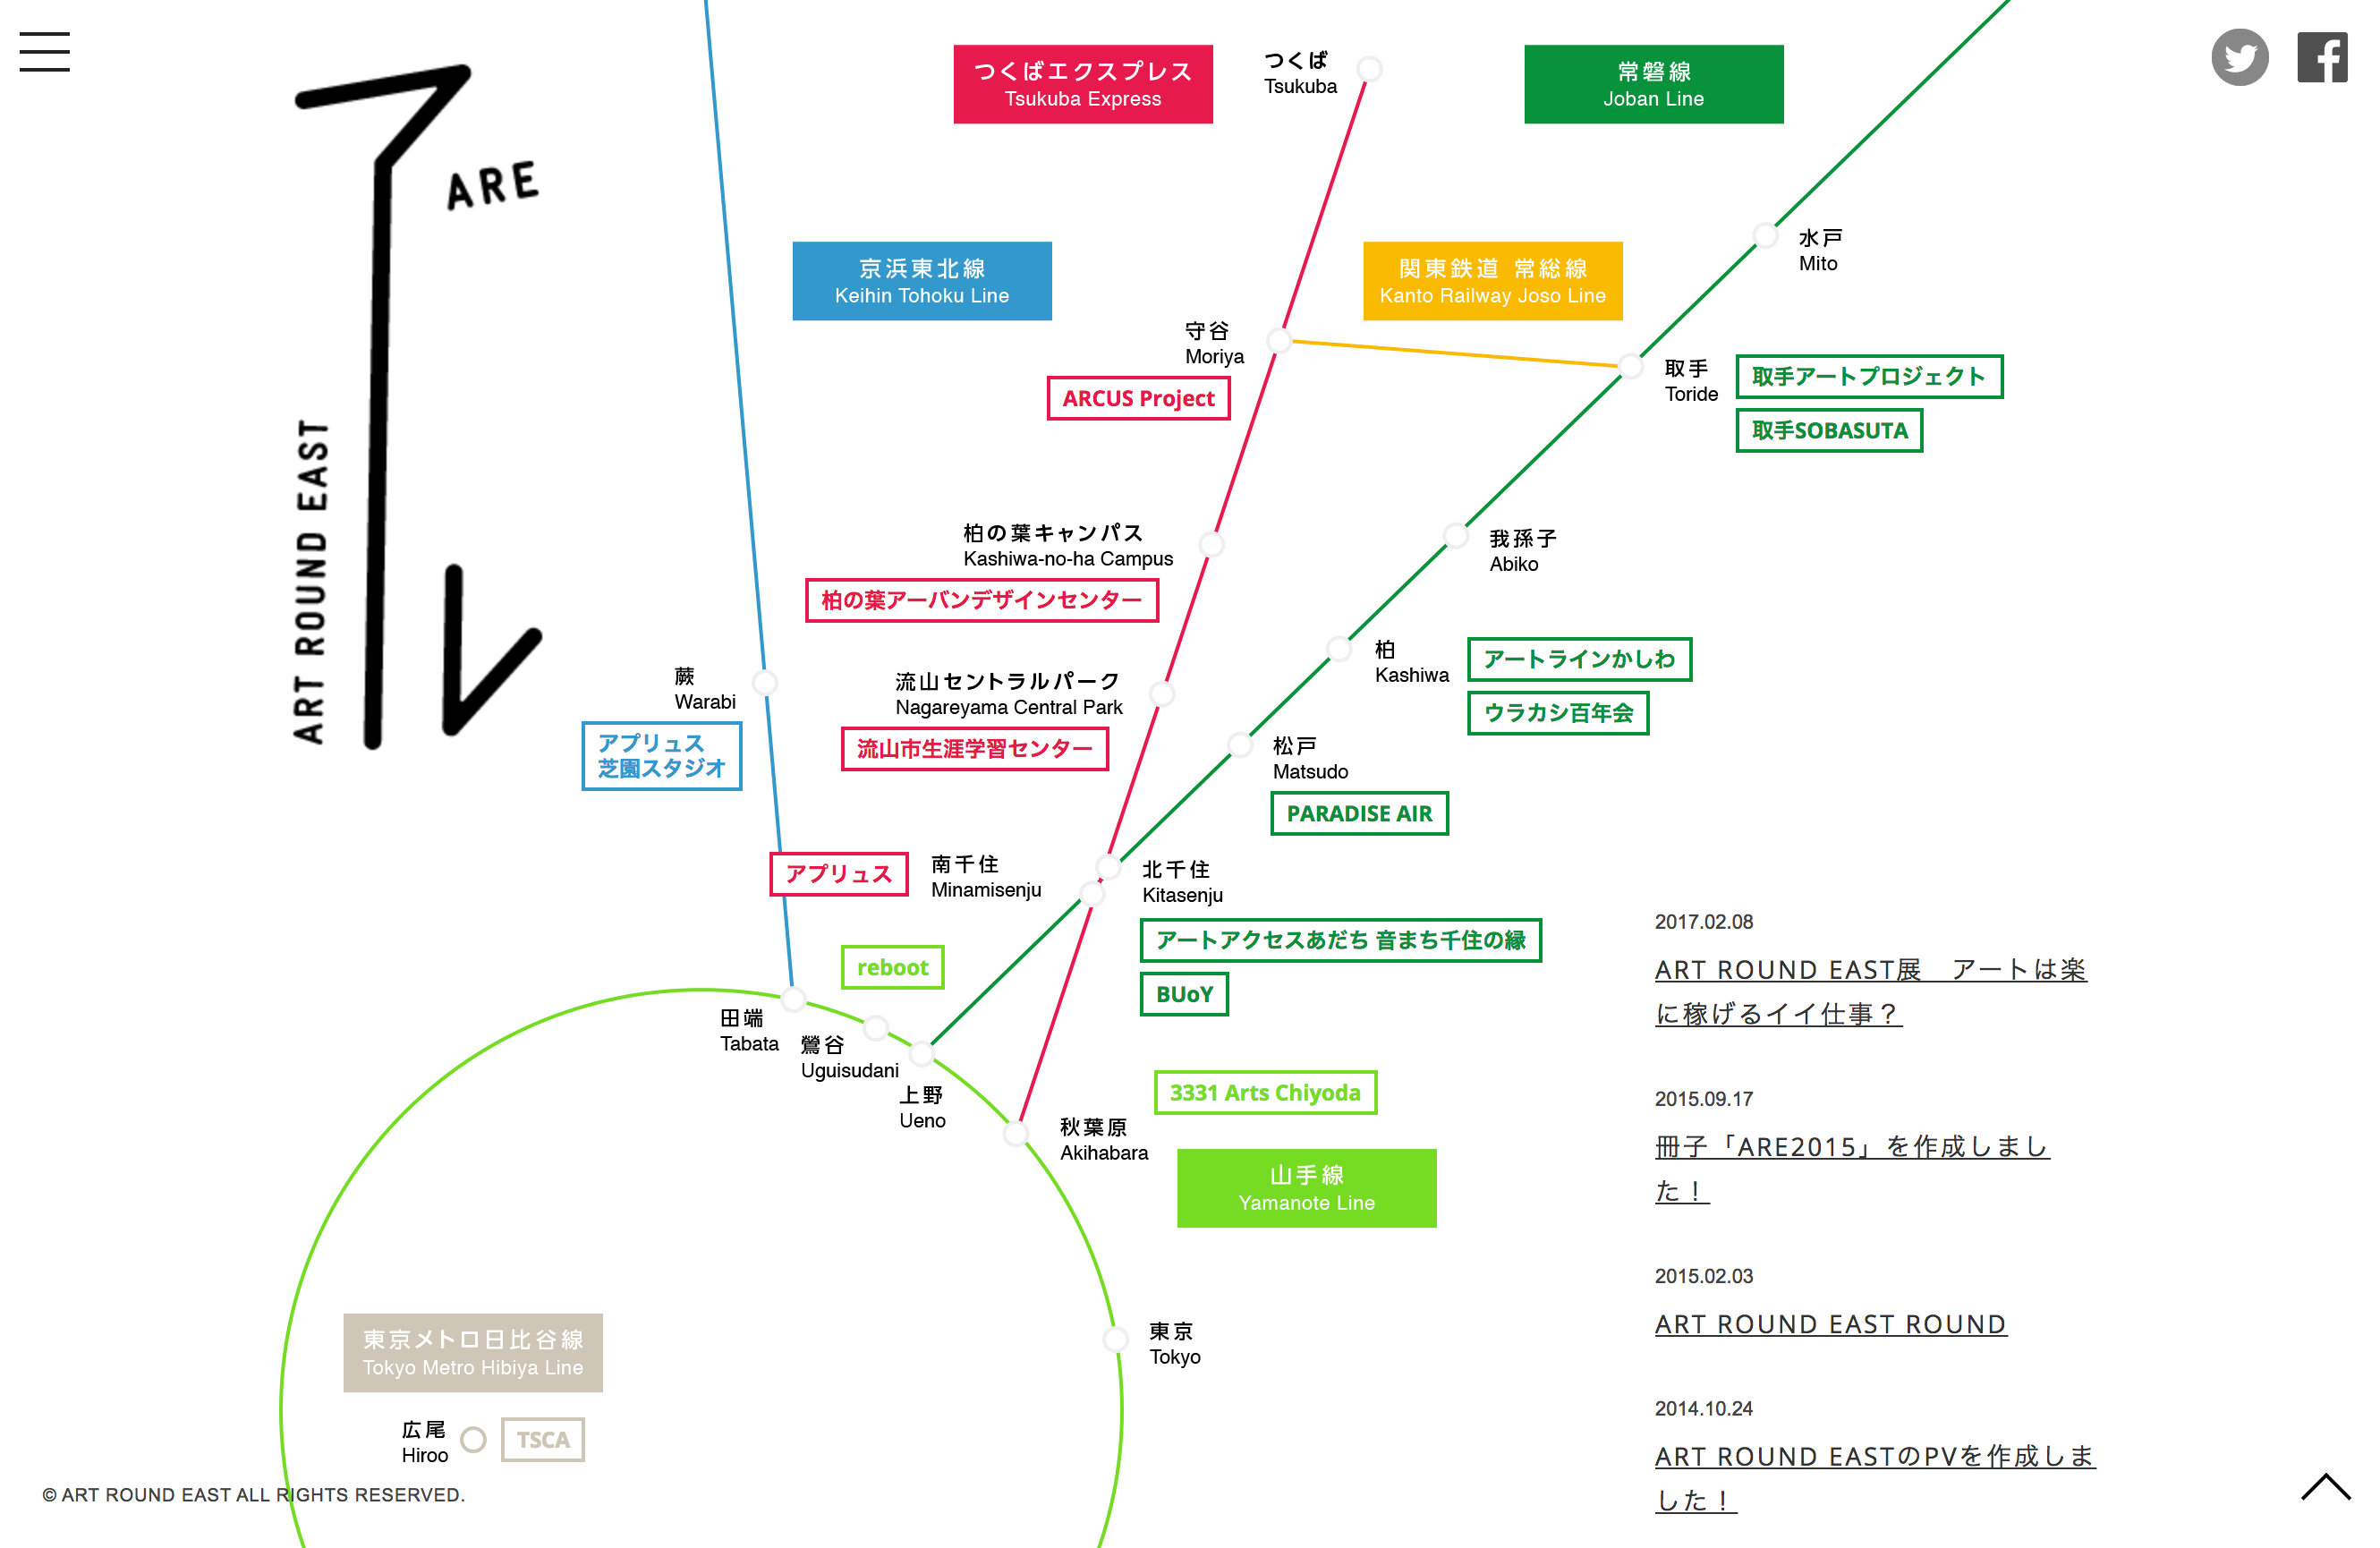 アレ
ARE
ART ROUND EAST
つくばエクスプレス
Tsukuba Express
つくば
Tsukuba
常磐線
Joban Line
京浜東北線
Keihin Tohoku Line
関東鉄道 常総線
Kanto Railway Joso Line
水戸
Mito
守谷
Moriya
ARCUS Project
取手
Toride
取手アートプロジェクト
取手SOBASUTA
柏の葉キャンパス
Kashiwa-no-ha Campus
柏の葉アーバンデザインセンター
我孫子
Abiko
蕨
Warabi
アプリュス
芝園スタジオ
流山セントラルパーク
Nagareyama Central Park
流山市生涯学習センター
柏
Kashiwa
アートラインかしわ
ウラカシ百年会
松戸
Matsudo
PARADISE AIR
アプリュス
南千住
Minamisenju
北千住
Kitasenju
アートアクセスあだち 音まち千住の縁
BUoY
reboot
田端
Tabata
鶯谷
Uguisudani
上野
Ueno
3331 Arts Chiyoda
秋葉原
Akihabara
山手線
Yamanote Line
東京
Tokyo
東京メトロ日比谷線
Tokyo Metro Hibiya Line
広尾
Hiroo
TSCA
2017.02.08
ART ROUND EAST展　アートは楽
に稼げるイイ仕事？
2015.09.17
冊子「ARE2015」を作成しまし
た！
2015.02.03
ART ROUND EAST ROUND
2014.10.24
ART ROUND EASTのPVを作成しま
した！
© ART ROUND EAST ALL RIGHTS RESERVED.